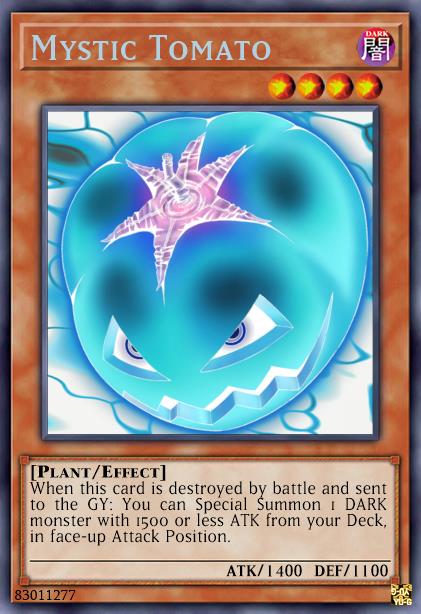 Mystic Tomato
DARK
闇
[Plant/Effect]
When this card is destroyed by battle and sent
to the GY: You can Special Summon 1 DARK
monster with 1500 or less ATK from your Deck,
in face-up Attack Position.
ATK/1400 DEF/1100
83011277